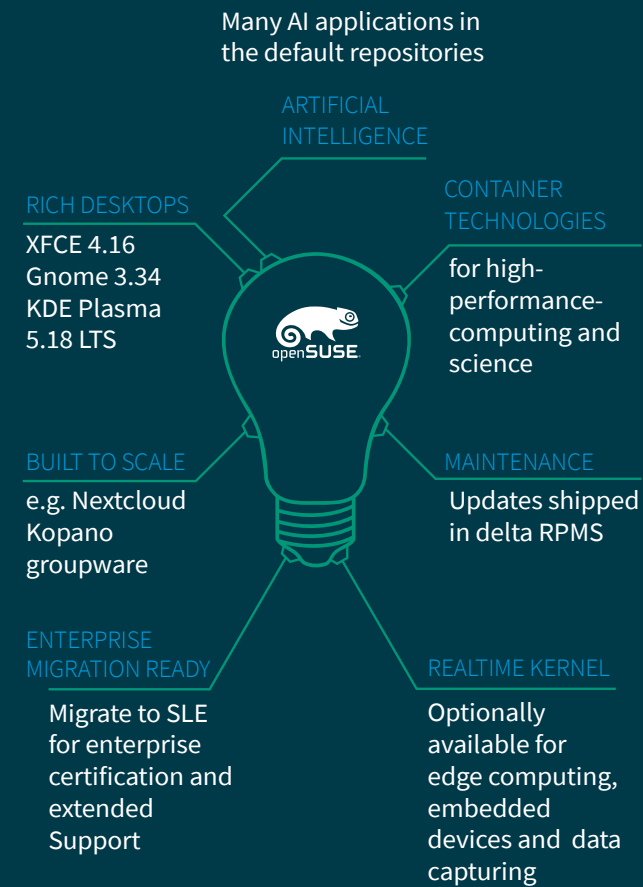 Many AI applications in
the default repositories
ARTIFICIAL
INTELLIGENCE
RICH DESKTOPS
XFCE 4.16
Gnome 3.34
KDE Plasma
5.18 LTS
CONTAINER
TECHNOLOGIES
for high-
performance-
computing and
science
openSUSE.
BUILT TO SCALE
e.g. Nextcloud
Kopano
groupware
MAINTENANCE
Updates shipped
in delta RPMS
ENTERPRISE
MIGRATION READY
Migrate to SLE
for enterprise
certification and
extended
Support
REALTIME KERNEL
Optionally
available for
edge computing,
embedded
devices and data
capturing